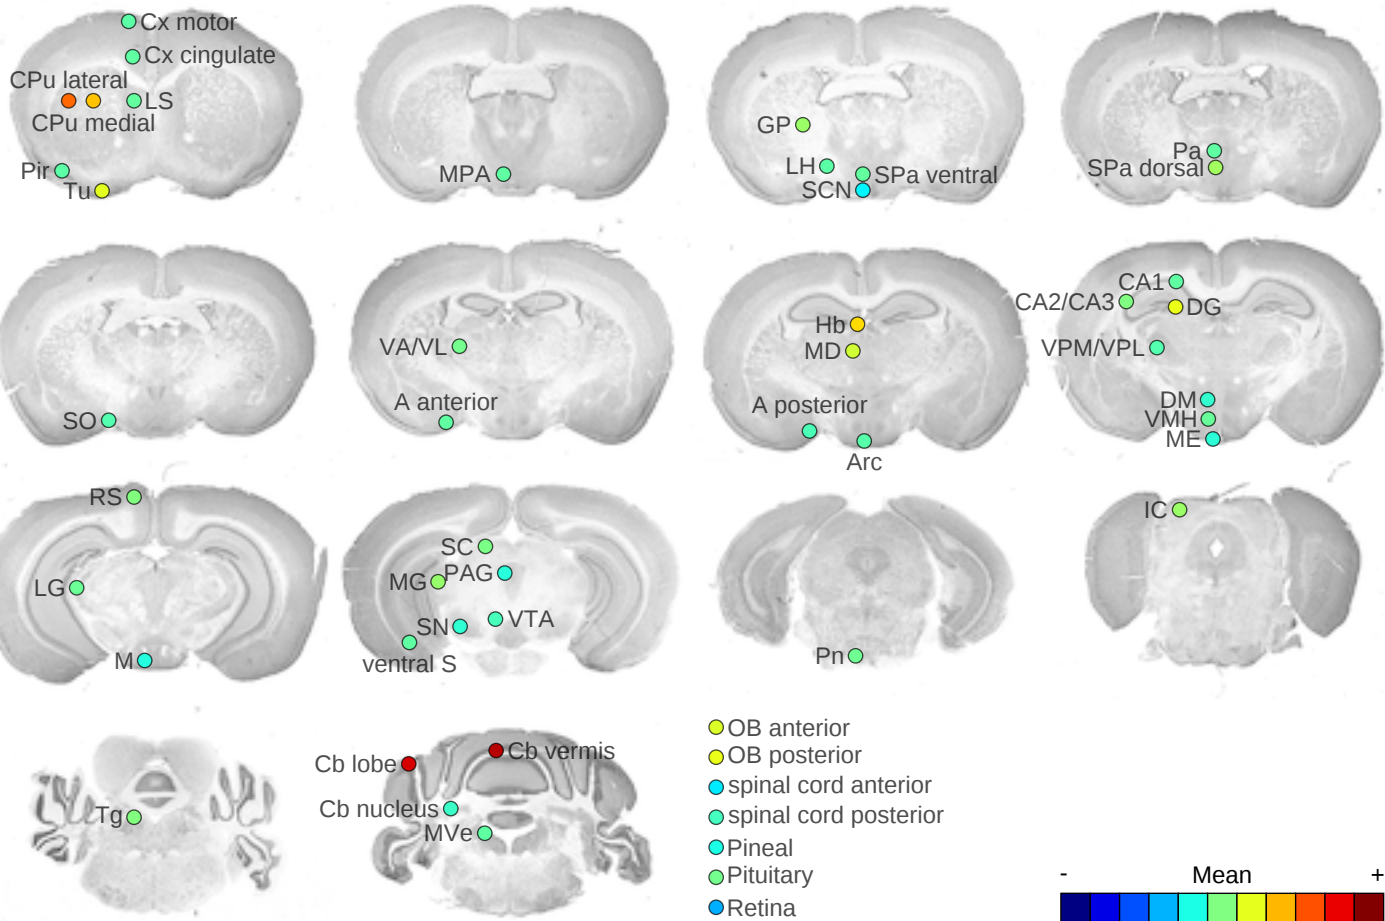 Cx motor
Cx cingulate
CPu lateral
LS
CPu medial
Pir
Tu
MPA
GP
LH
SPa ventral
SCN
Pa
SPa dorsal
SO
VA/VL
A anterior
Hb
MD
A posterior
Arc
CA1
CA2/CA3
DG
VPM/VPL
DM
VMH
ME
RS
LG
M
SC
MG
PAG
SN
VTA
ventral S
Pn
IC
Tg
Cb lobe
Cb vermis
Cb nucleus
MVe
OB anterior
OB posterior
spinal cord anterior
spinal cord posterior
Pineal
Pituitary
Retina
- Mean +